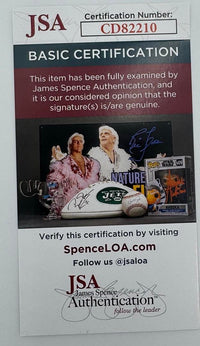 JSA
Certification Number:
CD82210
BASIC CERTIFICATION
This item has been fully examined by
James Spence Authentication, and
it is our considered opinion that the
signature(s) is/are genuine.
NATURE
JETS
Verify this certification by visiting
SpenceLOA.com
Follow us @jsaloa
JSA
James Spence
Authentication
follow the leader